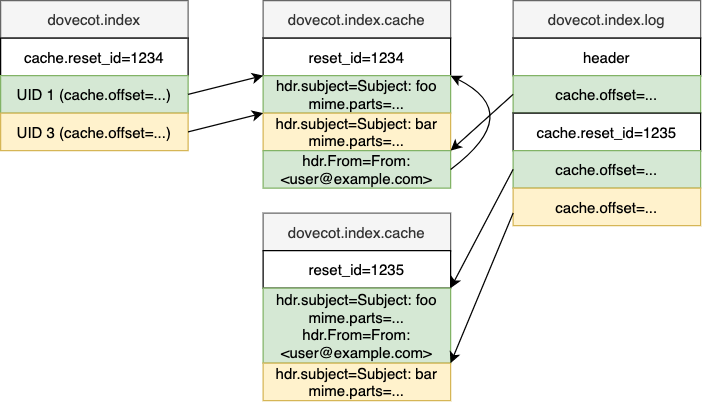 dovecot.index
cache.reset_id=1234
UID 1 (cache.offset=...)
UID 3 (cache.offset=...)
dovecot.index.cache
reset_id=1234
hdr.subject=Subject: foo
mime.parts=...
hdr.subject=Subject: bar
mime.parts=...
hdr.From=From:
<user@example.com>
dovecot.index.log
header
cache.offset=...
cache.reset_id=1235
cache.offset=...
cache.offset=...
dovecot.index.cache
reset_id=1235
hdr.subject=Subject: foo
mime.parts=...
hdr.From=From:
<user@example.com>
hdr.subject=Subject: bar
mime.parts=...